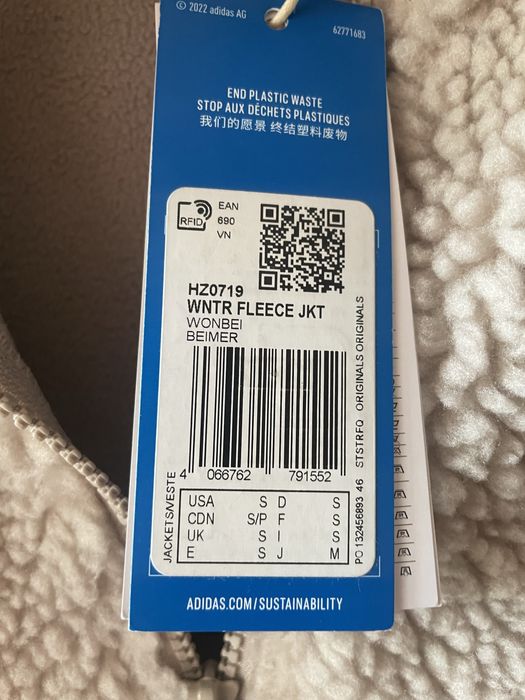 © 2022 adidas AG
62771683
END PLASTIC WASTE
STOP AUX DÉCHETS PLASTIQUES
我们的愿景 终结塑料废物
RFID
EAN
690
VN
HZ0719
WNTR FLEECE JKT
WONBEI
BEIMER
4 066762 791552
JACKETS/VESTE
PO 132456893 46 STSTRFQ ORIGINALS ORIGINALS
USA S D S
CDN S/P F S
UK S I S
E S J M
ADIDAS.COM/SUSTAINABILITY